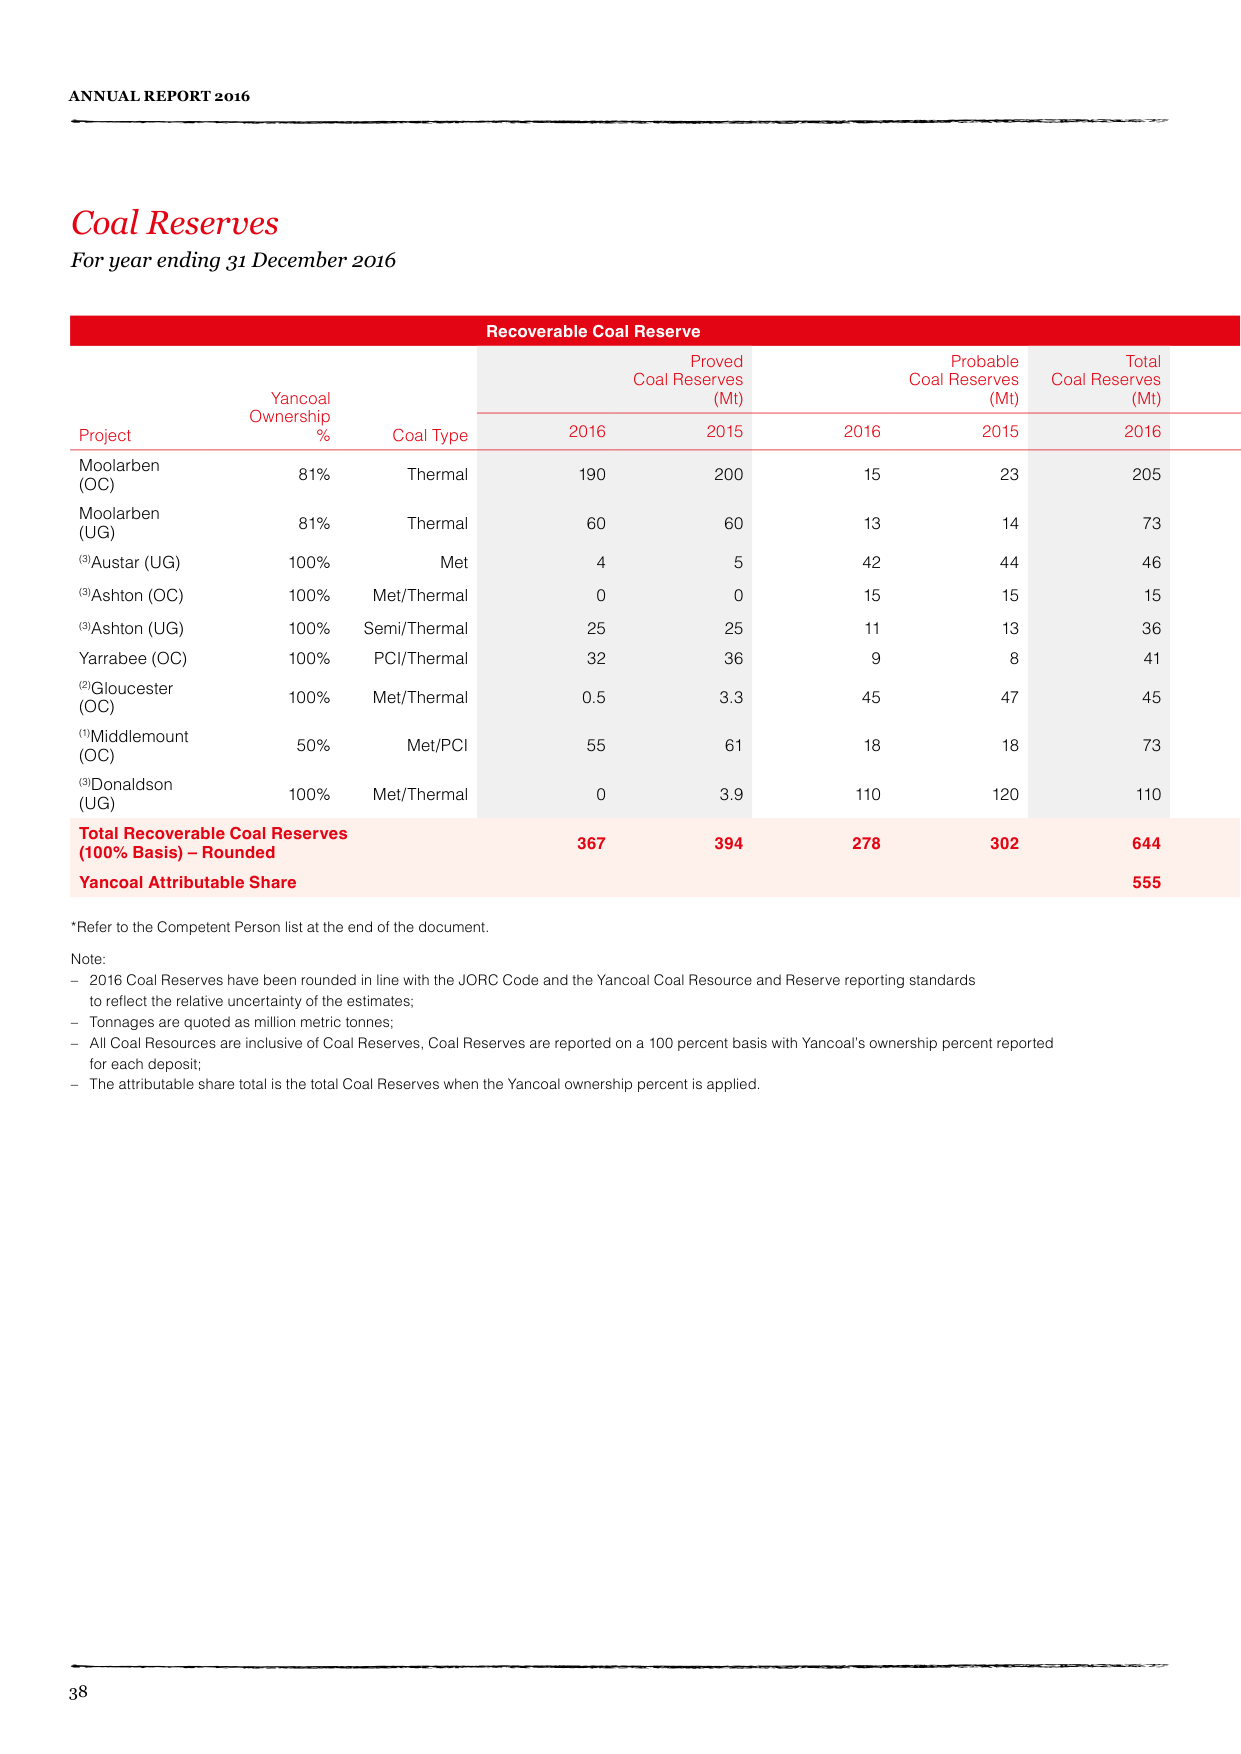 ANNUAL REPORT 2016
Coal Reserves
For year ending 31 December 2016
Recoverable Coal Reserve
Project Yancoal Ownership % Coal Type Proved Coal Reserves (Mt) Probable Coal Reserves (Mt) Total Coal Reserves (Mt)
2016 2015 2016 2015 2016
Moolarben (OC) 81% Thermal 190 200 15 23 205
Moolarben (UG) 81% Thermal 60 60 13 14 73
(3)Austar (UG) 100% Met 4 5 42 44 46
(3)Ashton (OC) 100% Met/Thermal 0 0 15 15 15
(3)Ashton (UG) 100% Semi/Thermal 25 25 11 13 36
Yarrabee (OC) 100% PCI/Thermal 32 36 9 8 41
(2)Gloucester (OC) 100% Met/Thermal 0.5 3.3 45 47 45
(1)Middlemount (OC) 50% Met/PCI 55 61 18 18 73
(3)Donaldson (UG) 100% Met/Thermal 0 3.9 110 120 110
Total Recoverable Coal Reserves (100% Basis) – Rounded 367 394 278 302 644
Yancoal Attributable Share 555
*Refer to the Competent Person list at the end of the document.
Note:
– 2016 Coal Reserves have been rounded in line with the JORC Code and the Yancoal Coal Resource and Reserve reporting standards
to reflect the relative uncertainty of the estimates;
– Tonnages are quoted as million metric tonnes;
– All Coal Resources are inclusive of Coal Reserves, Coal Reserves are reported on a 100 percent basis with Yancoal's ownership percent reported
for each deposit;
– The attributable share total is the total Coal Reserves when the Yancoal ownership percent is applied.
38